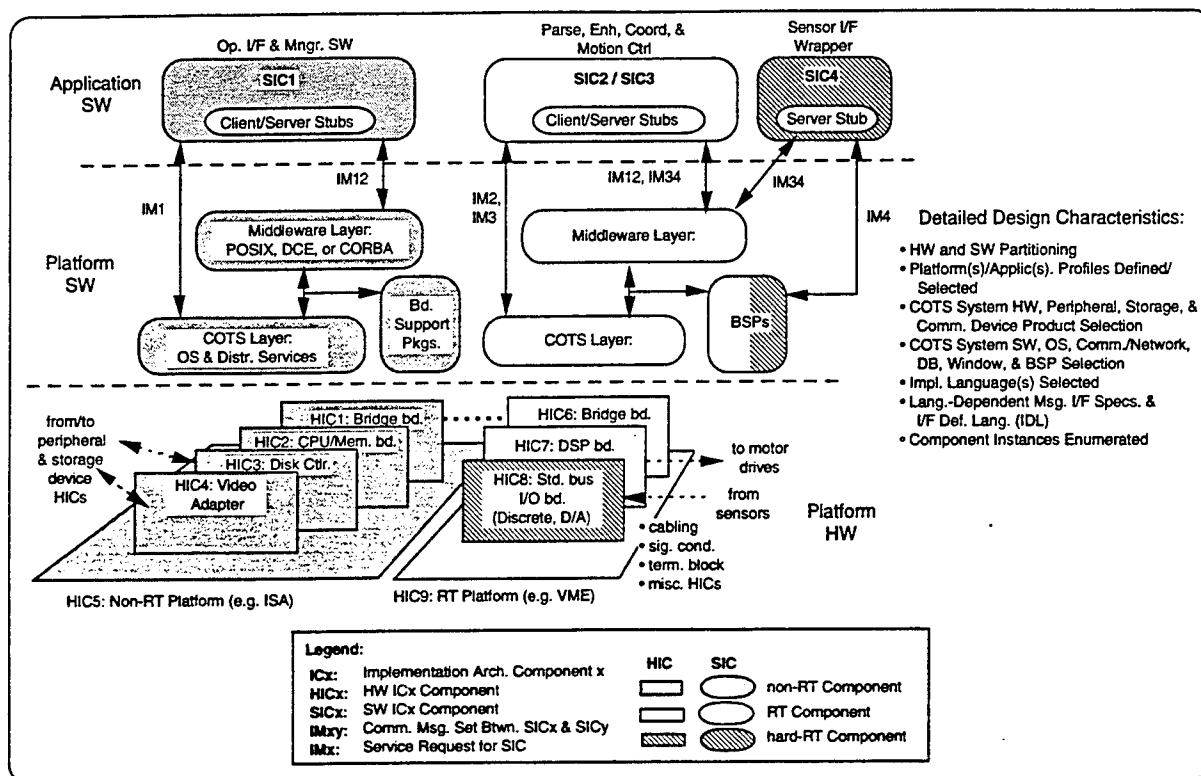 Op. I/F & Mngr. SW
Parse, Enh, Coord, &
Motion Ctrl
Sensor I/F
Wrapper
Application
SW
SIC1
Client/Server Stubs
SIC2 / SIC3
Client/Server Stubs
SIC4
Server Stub
IM1
IM12
IM2,
IM3
IM12, IM34
IM34
IM4
Platform
SW
Middleware Layer:
POSIX, DCE, or CORBA
Middleware Layer:
COTS Layer:
OS & Distr. Services
Bd.
Support
Pkgs.
COTS Layer:
BSPs
Detailed Design Characteristics:
• HW and SW Partitioning
• Platform(s)/Applic(s). Profiles Defined/
Selected
• COTS System HW, Peripheral, Storage, &
Comm. Device Product Selection
• COTS System SW, OS, Comm./Network,
DB, Window, & BSP Selection
• Impl. Language(s) Selected
• Lang.-Dependent Msg. I/F Specs. &
I/F Def. Lang. (IDL)
• Component Instances Enumerated
from/to
peripheral
& storage
device
HICs
HIC1: Bridge bd.
HIC2: CPU/Mem. bd.
HIC3: Disk Ctlr.
HIC4: Video
Adapter
HIC6: Bridge bd.
HIC7: DSP bd.
HIC8: Std. bus
I/O bd.
(Discrete, D/A)
to motor
drives
from
sensors
• cabling
• sig. cond.
• term. block
• misc. HICs
Platform
HW
HIC5: Non-RT Platform (e.g. ISA)
HIC9: RT Platform (e.g. VME)
Legend:
ICx: Implementation Arch. Component x
HICx: HW ICx Component
SICx: SW ICx Component
IMxy: Comm. Msg. Set Btwn. SICx & SICy
IMx: Service Request for SIC
HIC SIC
non-RT Component
RT Component
hard-RT Component